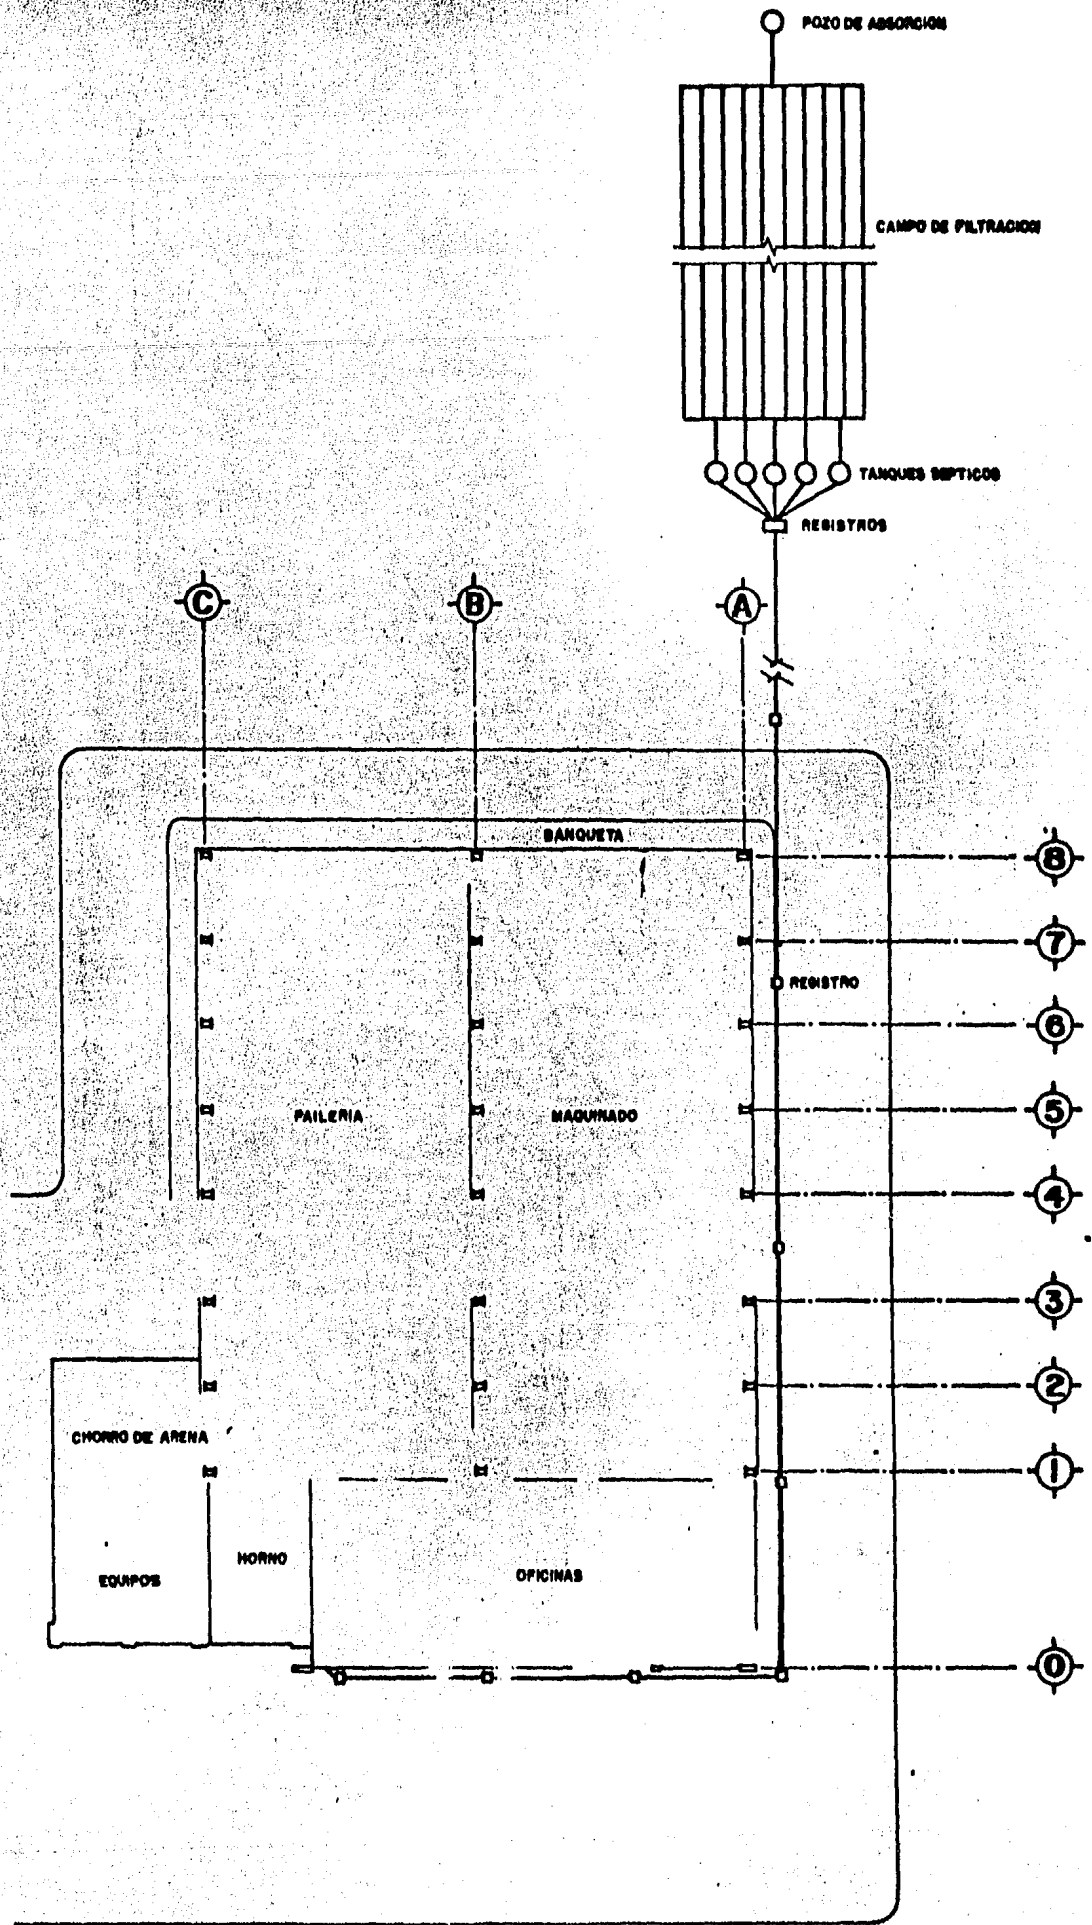 POZO DE ABSORCION
CAMPO DE FILTRACION
TANQUES SEPTICOS
REGISTROS
C
B
A
BANQUETA
8
7
REGISTRO
6
PAILERIA
MAQUINADO
5
4
3
2
CHORRO DE ARENA
1
HORNO
EQUIPOS
OFICINAS
0